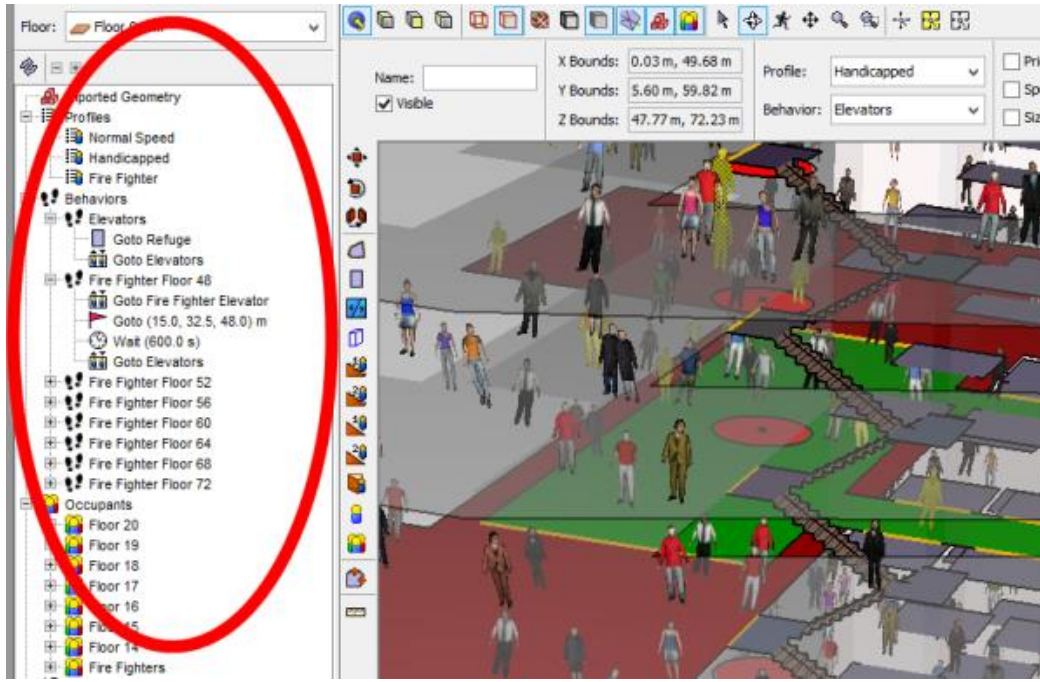 Floor:
Name:
Visible
X Bounds: 0.03 m, 49.68 m
Y Bounds: 5.60 m, 59.82 m
Z Bounds: 47.77 m, 72.23 m
Profile: Handicapped
Behavior: Elevators
Imported Geometry
Profiles
Normal Speed
Handicapped
Fire Fighter
Behaviors
Elevators
Goto Refuge
Goto Elevators
Fire Fighter Floor 48
Goto Fire Fighter Elevator
Goto (15.0, 32.5, 48.0) m
Wait (600.0 s)
Goto Elevators
Fire Fighter Floor 52
Fire Fighter Floor 56
Fire Fighter Floor 60
Fire Fighter Floor 64
Fire Fighter Floor 68
Fire Fighter Floor 72
Occupants
Floor 20
Floor 19
Floor 18
Floor 17
Floor 16
Floor 15
Floor 14
Fire Fighters